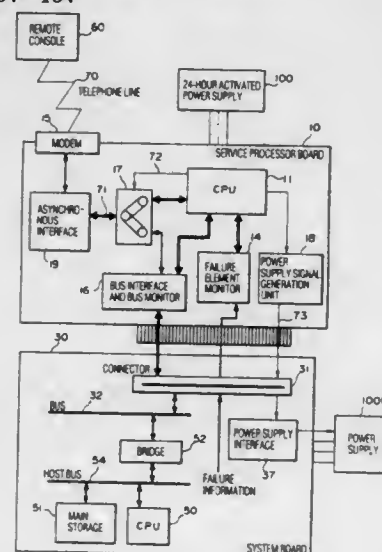 REMOTE
CONSOLE
60
70
TELEPHONE
LINE
24-HOUR ACTIVATED
POWER SUPPLY
100
15
MODEM
10
SERVICE PROCESSOR BOARD
17
72
11
CPU
71
ASYNCHRO-
NOUS
INTERFACE
19
14
18
BUS INTERFACE
AND BUS MONITOR
16
FAILURE
ELEMENT
MONITOR
POWER
SUPPLY SIGNAL
GENERATION
UNIT
73
30
CONNECTOR
31
BUS
32
1000
BRIDGE
52
POWER SUPPLY
INTERFACE
37
POWER
SUPPLY
HOST BUS
54
FAILURE
INFORMATION
51
MAIN
STORAGE
CPU
50
SYSTEM BOARD